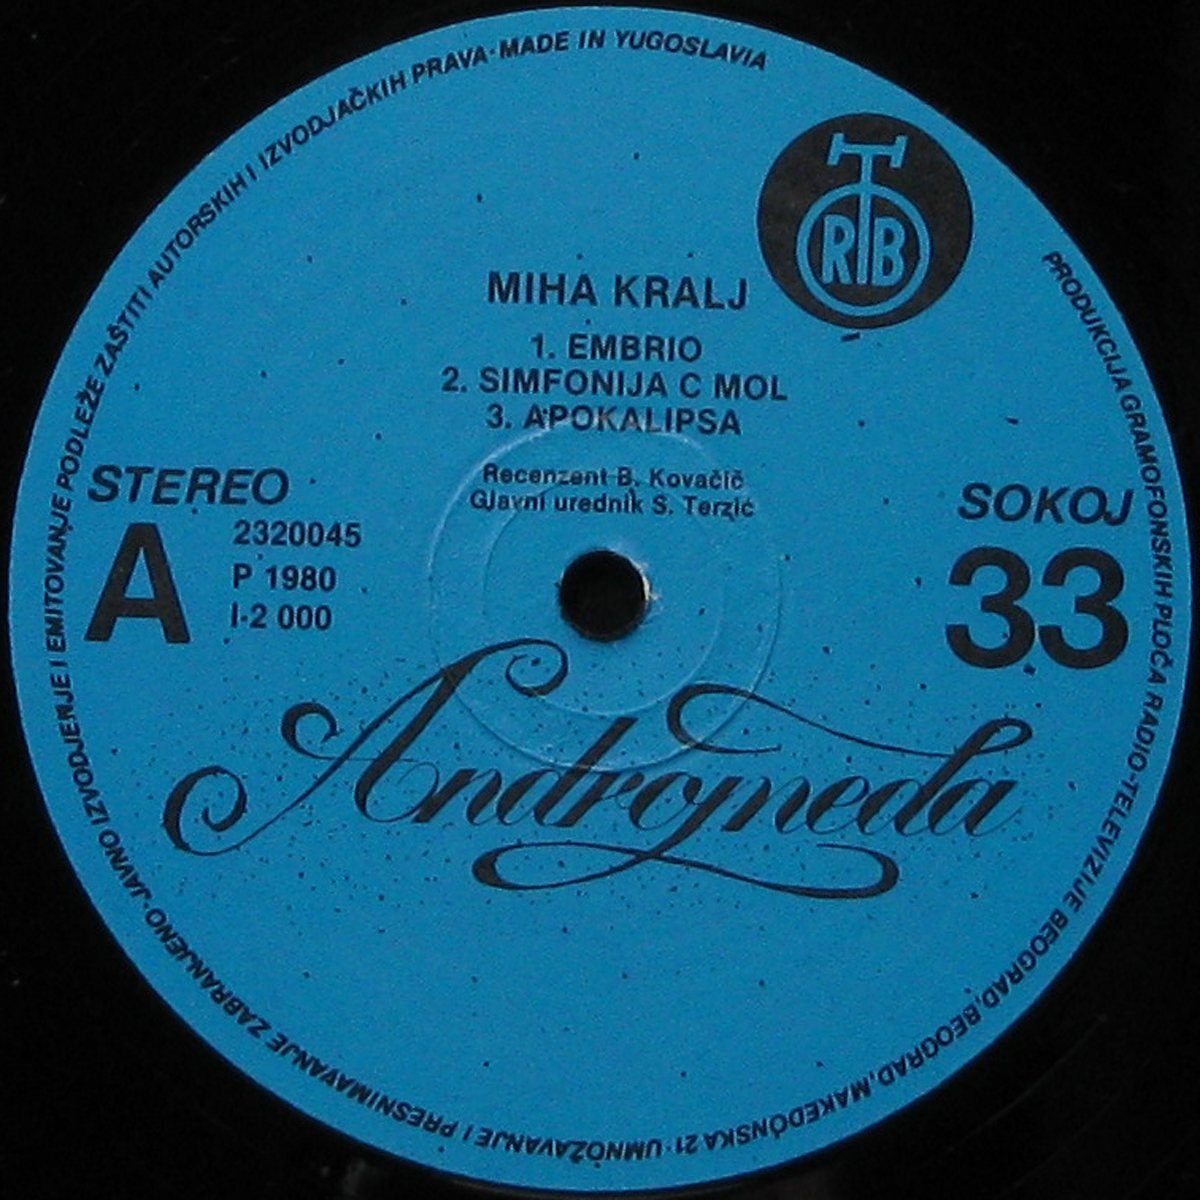 PRODUKCIJA GRAMOFONSKIH PLOČA RADIO-TELEVIZIJE BEOGRAD, BEOGRAD, MAKEDONSKA 21 · UMNOŽAVANJE I PRESNIMAVANJE ZABRANJENO · JAVNO IZVODJENJE I EMITOVANJE PODLEŽE ZAŠTITI AUTORSKIH I IZVODJAČKIH PRAVA · MADE IN YUGOSLAVIA
RTB
MIHA KRALJ
1. EMBRIO
2. SIMFONIJA C MOL
3. APOKALIPSA
Recenzent B. Kovačič
Glavni urednik S. Terzić
STEREO
A
2320045
P 1980
I-2 000
SOKOJ
33
Andromeda